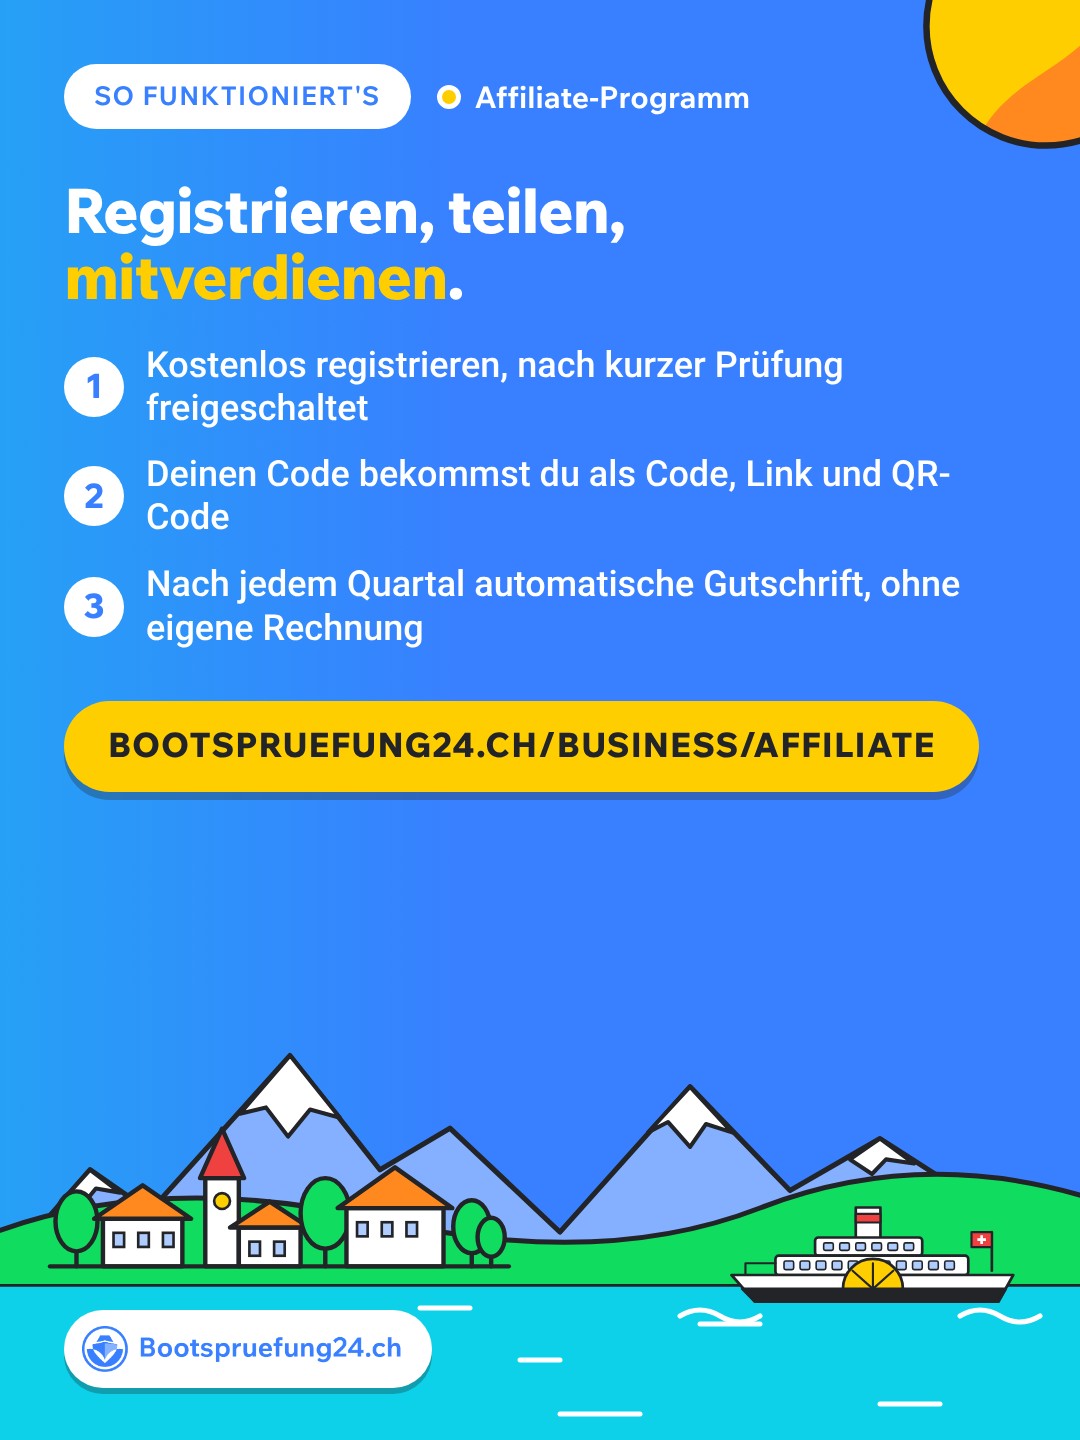 SO FUNKTIONIERT'S
Affiliate-Programm
Registrieren, teilen,
mitverdienen.
1
Kostenlos registrieren, nach kurzer Prüfung
freigeschaltet
2
Deinen Code bekommst du als Code, Link und QR-
Code
3
Nach jedem Quartal automatische Gutschrift, ohne
eigene Rechnung
BOOTSPRUEFUNG24.CH/BUSINESS/AFFILIATE
Bootspruefung24.ch